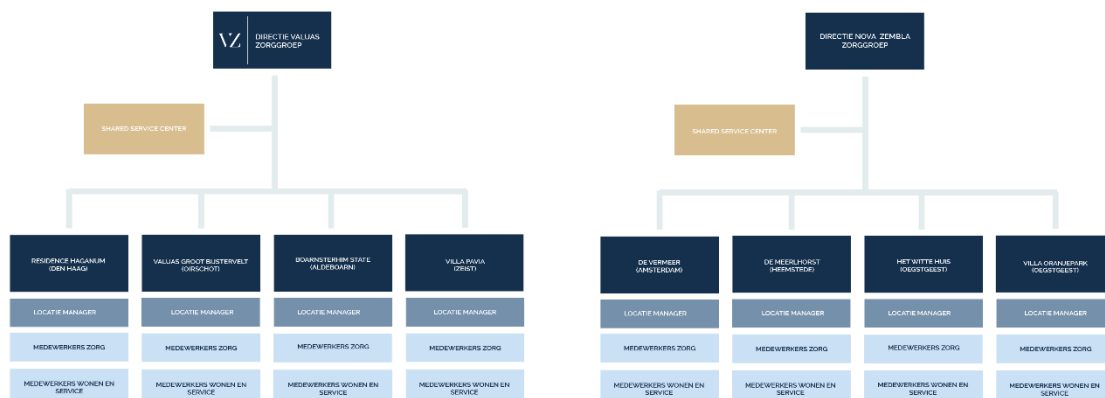 VZ
DIRECTIE VALUAS
ZORGGROEP
SHARED SERVICE CENTER
RESIDENCE HAGANUM
(DEN HAAG)
VALUAS GROOT BIJSTERVELT
(OIRSCHOT)
BOARNSTERHIM STATE
(ALDEBOARN)
VILLA PAVIA
(ZEIST)
LOCATIE MANAGER
LOCATIE MANAGER
LOCATIE MANAGER
LOCATIE MANAGER
MEDEWERKERS ZORG
MEDEWERKERS ZORG
MEDEWERKERS ZORG
MEDEWERKERS ZORG
MEDEWERKERS WONEN EN
SERVICE
MEDEWERKERS WONEN EN
SERVICE
MEDEWERKERS WONEN EN
SERVICE
MEDEWERKERS WONEN EN
SERVICE
DIRECTIE NOVA ZEMBLA
ZORGGROEP
SHARED SERVICE CENTER
DE VERMEER
(AMSTERDAM)
DE MEERLHORST
(HEEMSTEDE)
HET WITTE HUIS
(OEGSTGEEST)
VILLA ORANJEPARK
(OEGSTGEEST)
LOCATIE MANAGER
LOCATIE MANAGER
LOCATIE MANAGER
LOCATIE MANAGER
MEDEWERKERS ZORG
MEDEWERKERS ZORG
MEDEWERKERS ZORG
MEDEWERKERS ZORG
MEDEWERKERS WONEN EN
SERVICE
MEDEWERKERS WONEN EN
SERVICE
MEDEWERKERS WONEN EN
SERVICE
MEDEWERKERS WONEN EN
SERVICE